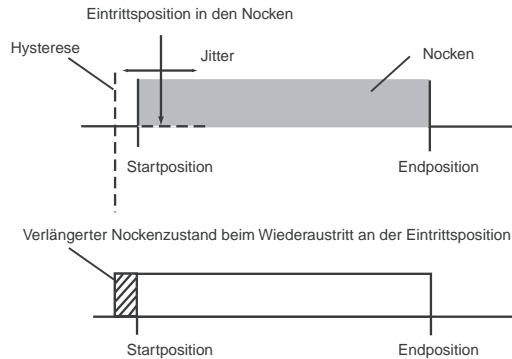 Eintrittsposition in den Nocken
Hysterese
Jitter
Nocken
Startposition
Endposition
Verlängerter Nockenzustand beim Wiederaustritt an der Eintrittsposition
Startposition
Endposition